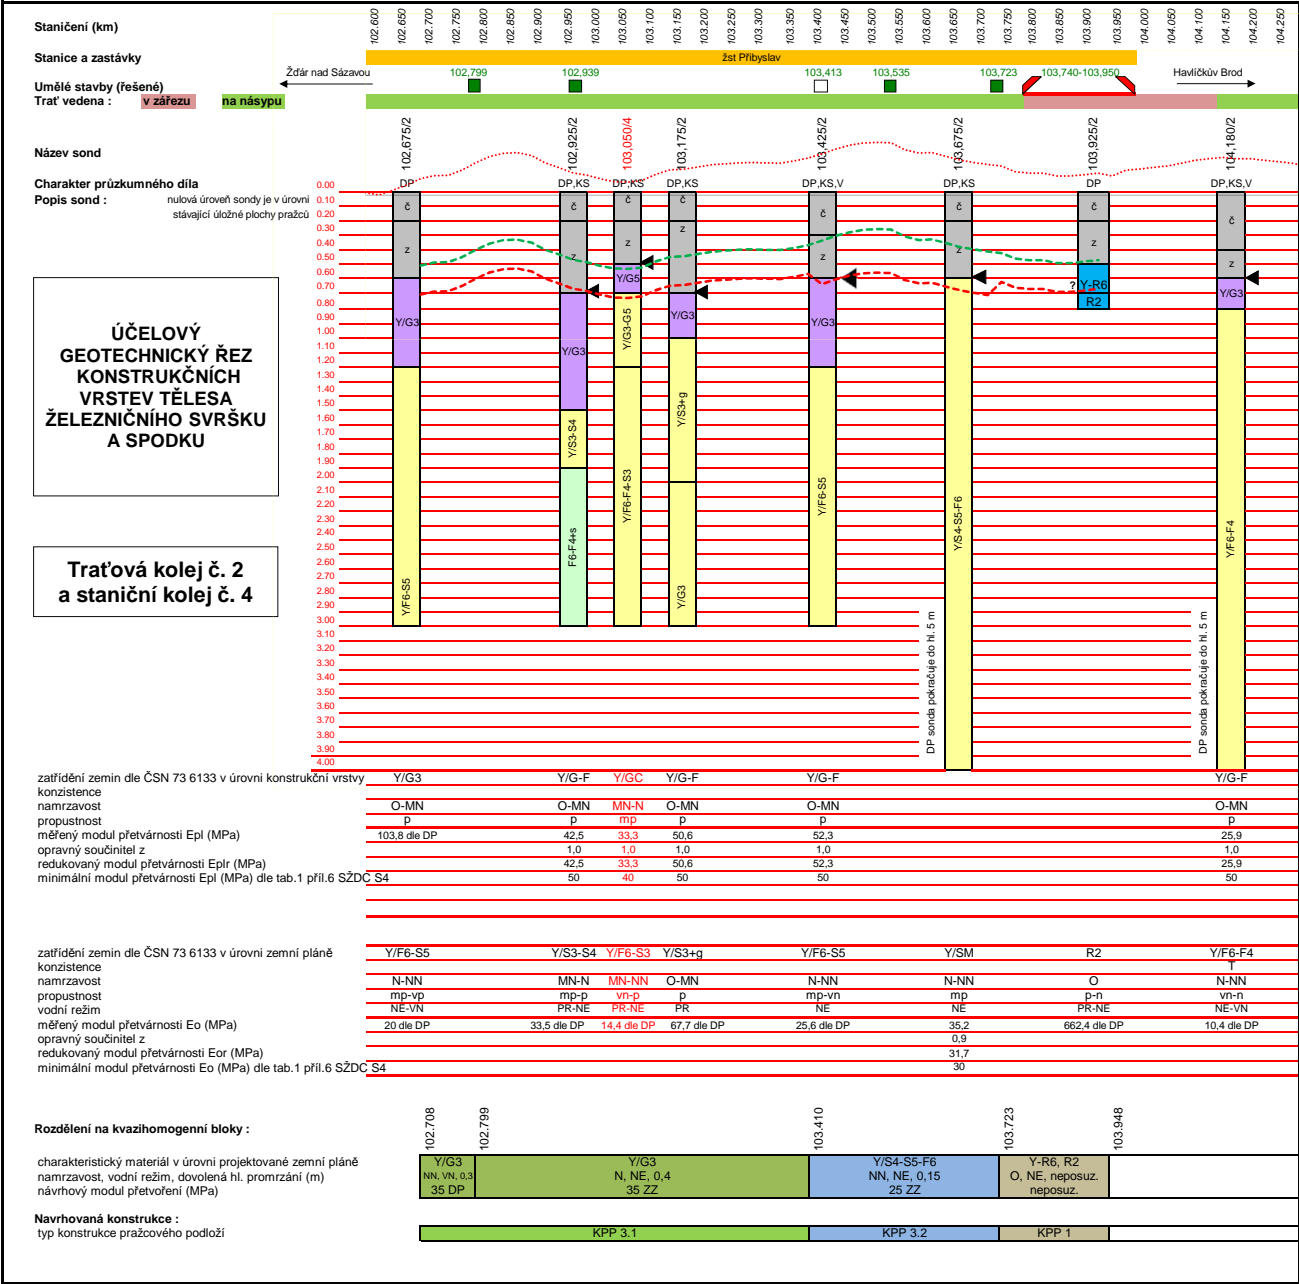 Staničení (km)
102.600 102.650 102.700 102.750 102.800 102.850 102.900 102.950 103.000 103.050 103.100 103.150 103.200 103.250 103.300 103.350 103.400 103.450 103.500 103.550 103.600 103.650 103.700 103.750 103.800 103.850 103.900 103.950 104.000 104.050 104.100 104.150 104.200 104.250
Stanice a zastávky
žst Přibyslav
Žďár nad Sázavou
Havlíčkův Brod
102,799 102,939 103,413 103,535 103,723 103,740-103,950
Umělé stavby (řešené)
Trať vedena : v zářezu na násypu
Název sond
102,675/2 102,925/2 103,050/4 103,175/2 103,425/2 103,675/2 103,925/2 104,180/2
Charakter průzkumného díla
DP DP,KS DP,KS DP,KS DP,KS,V DP,KS DP DP,KS,V
Popis sond :
nulová úroveň sondy je v úrovni
stávající úložné plochy pražců
0.00
0.10
0.20
0.30
0.40
0.50
0.60
0.70
0.80
0.90
1.00
1.10
1.20
1.30
1.40
1.50
1.60
1.70
1.80
1.90
2.00
2.10
2.20
2.30
2.40
2.50
2.60
2.70
2.80
2.90
3.00
3.10
3.20
3.30
3.40
3.50
3.60
3.70
3.80
3.90
4.00
č z Y/G3 Y/F6-S5
č z Y/G3 Y/S3-S4 F6-F4+s
č z Y/G5 Y/G3-G5 Y/F6-F4-S3
č z Y/G3 Y/S3+g Y/G3
č z Y/G3 Y/F6-S5
č z Y/S4-S5-F6
DP sonda pokračuje do hl. 5 m
č z ? Y-R6 R2
č z Y/G3 Y/F6-F4
DP sonda pokračuje do hl. 5 m
ÚČELOVÝ
GEOTECHNICKÝ ŘEZ
KONSTRUKČNÍCH
VRSTEV TĚLESA
ŽELEZNIČNÍHO SVRŠKU
A SPODKU
Traťová kolej č. 2
a staniční kolej č. 4
zatřídění zemin dle ČSN 73 6133 v úrovni konstrukční vrstvy Y/G3 Y/G-F Y/GC Y/G-F Y/G-F Y/G-F
konzistence
namrzavost O-MN O-MN MN-N O-MN O-MN O-MN
propustnost p mp p p p
měřený modul přetvárnosti Epl (MPa) 103,8 dle DP 42,5 33,3 50,6 52,3 25,9
opravný součinitel z 1,0 1,0 1,0 1,0 1,0
redukovaný modul přetvárnosti Eplr (MPa) 42,5 33,3 50,6 52,3 25,9
minimální modul přetvárnosti Epl (MPa) dle tab.1 příl.6 SŽDC S4 50 40 50 50 50
zatřídění zemin dle ČSN 73 6133 v úrovni zemní pláně Y/F6-S5 Y/S3-S4 Y/F6-S3 Y/S3+g Y/F6-S5 Y/SM R2 Y/F6-F4
konzistence T
namrzavost N-NN MN-N MN-NN O-MN N-NN N-NN O N-NN
propustnost mp-vp mp-p vn-p p mp-vn mp p-n vn-n
vodní režim NE-VN PR-NE PR-NE PR NE NE PR-NE NE-VN
měřený modul přetvárnosti Eo (MPa) 20 dle DP 33,5 dle DP 14,4 dle DP 67,7 dle DP 25,6 dle DP 35,2 662,4 dle DP 10,4 dle DP
opravný součinitel z 0,9
redukovaný modul přetvárnosti Eor (MPa) 31,7
minimální modul přetvárnosti Eo (MPa) dle tab.1 příl.6 SŽDC S4 30
Rozdělení na kvazihomogenní bloky :
102.708 102.799 103.410 103.723 103.948
charakteristický materiál v úrovni projektované zemní pláně Y/G3 Y/G3 Y/S4-S5-F6 Y-R6, R2
namrzavost, vodní režim, dovolená hl. promrzání (m) NN, VN, 0,3 N, NE, 0,4 NN, NE, 0,15 O, NE, neposuz.
návrhový modul přetvoření (MPa) 35 DP 35 ZZ 25 ZZ neposuz.
Navrhovaná konstrukce :
typ konstrukce pražcového podloží KPP 3.1 KPP 3.2 KPP 1